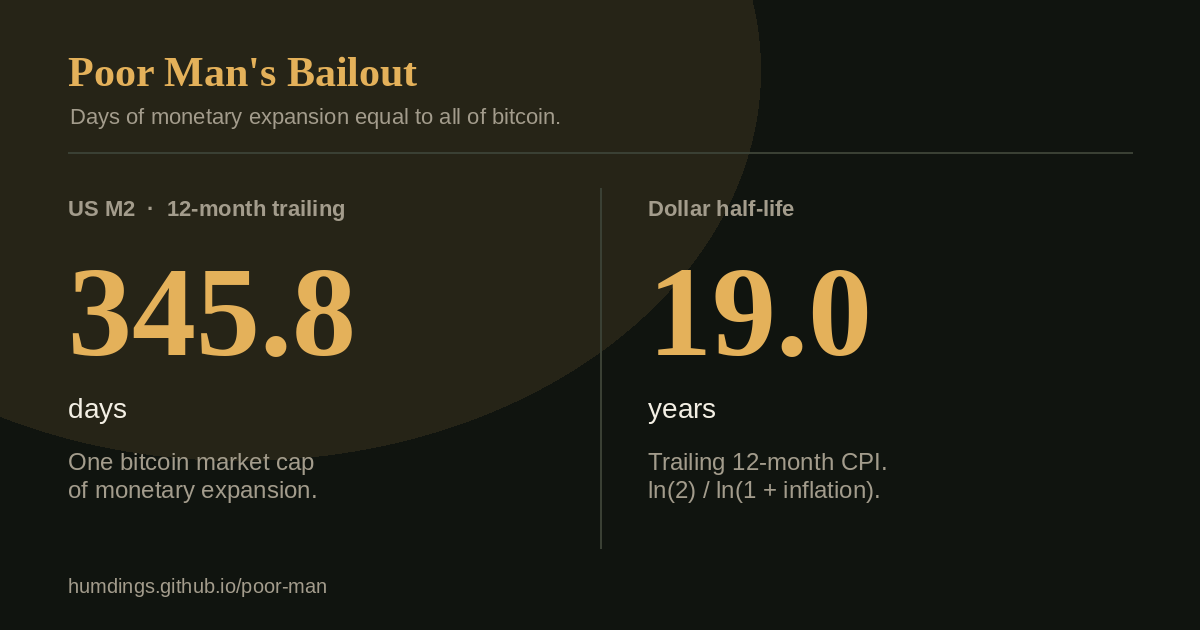 Poor Man's Bailout
Days of monetary expansion equal to all of bitcoin.
US M2 · 12-month trailing
345.8
days
One bitcoin market cap
of monetary expansion.
Dollar half-life
19.0
years
Trailing 12-month CPI.
ln(2) / ln(1 + inflation).
humdings.github.io/poor-man